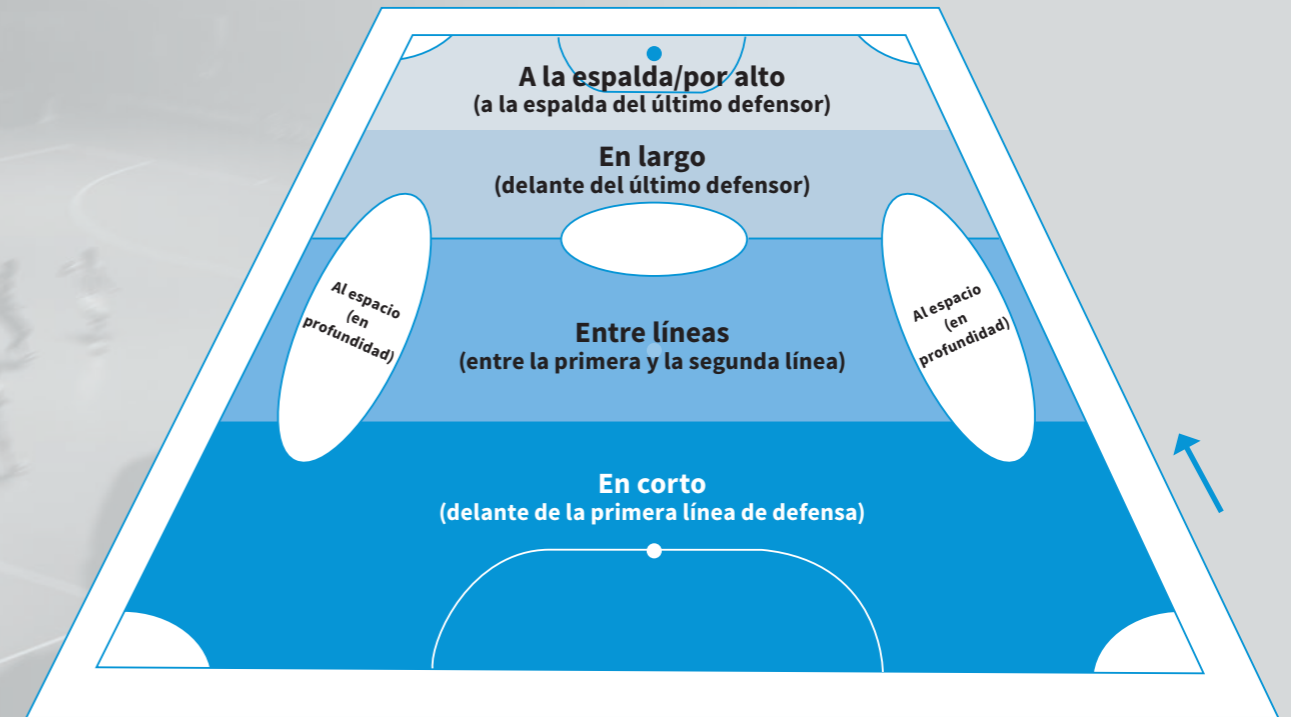 A la espalda/por alto
(a la espalda del último defensor)
En largo
(delante del último defensor)
Al espacio
(en
profundidad)
Al espacio
(en
profundidad)
Entre líneas
(entre la primera y la segunda línea)
En corto
(delante de la primera línea de defensa)